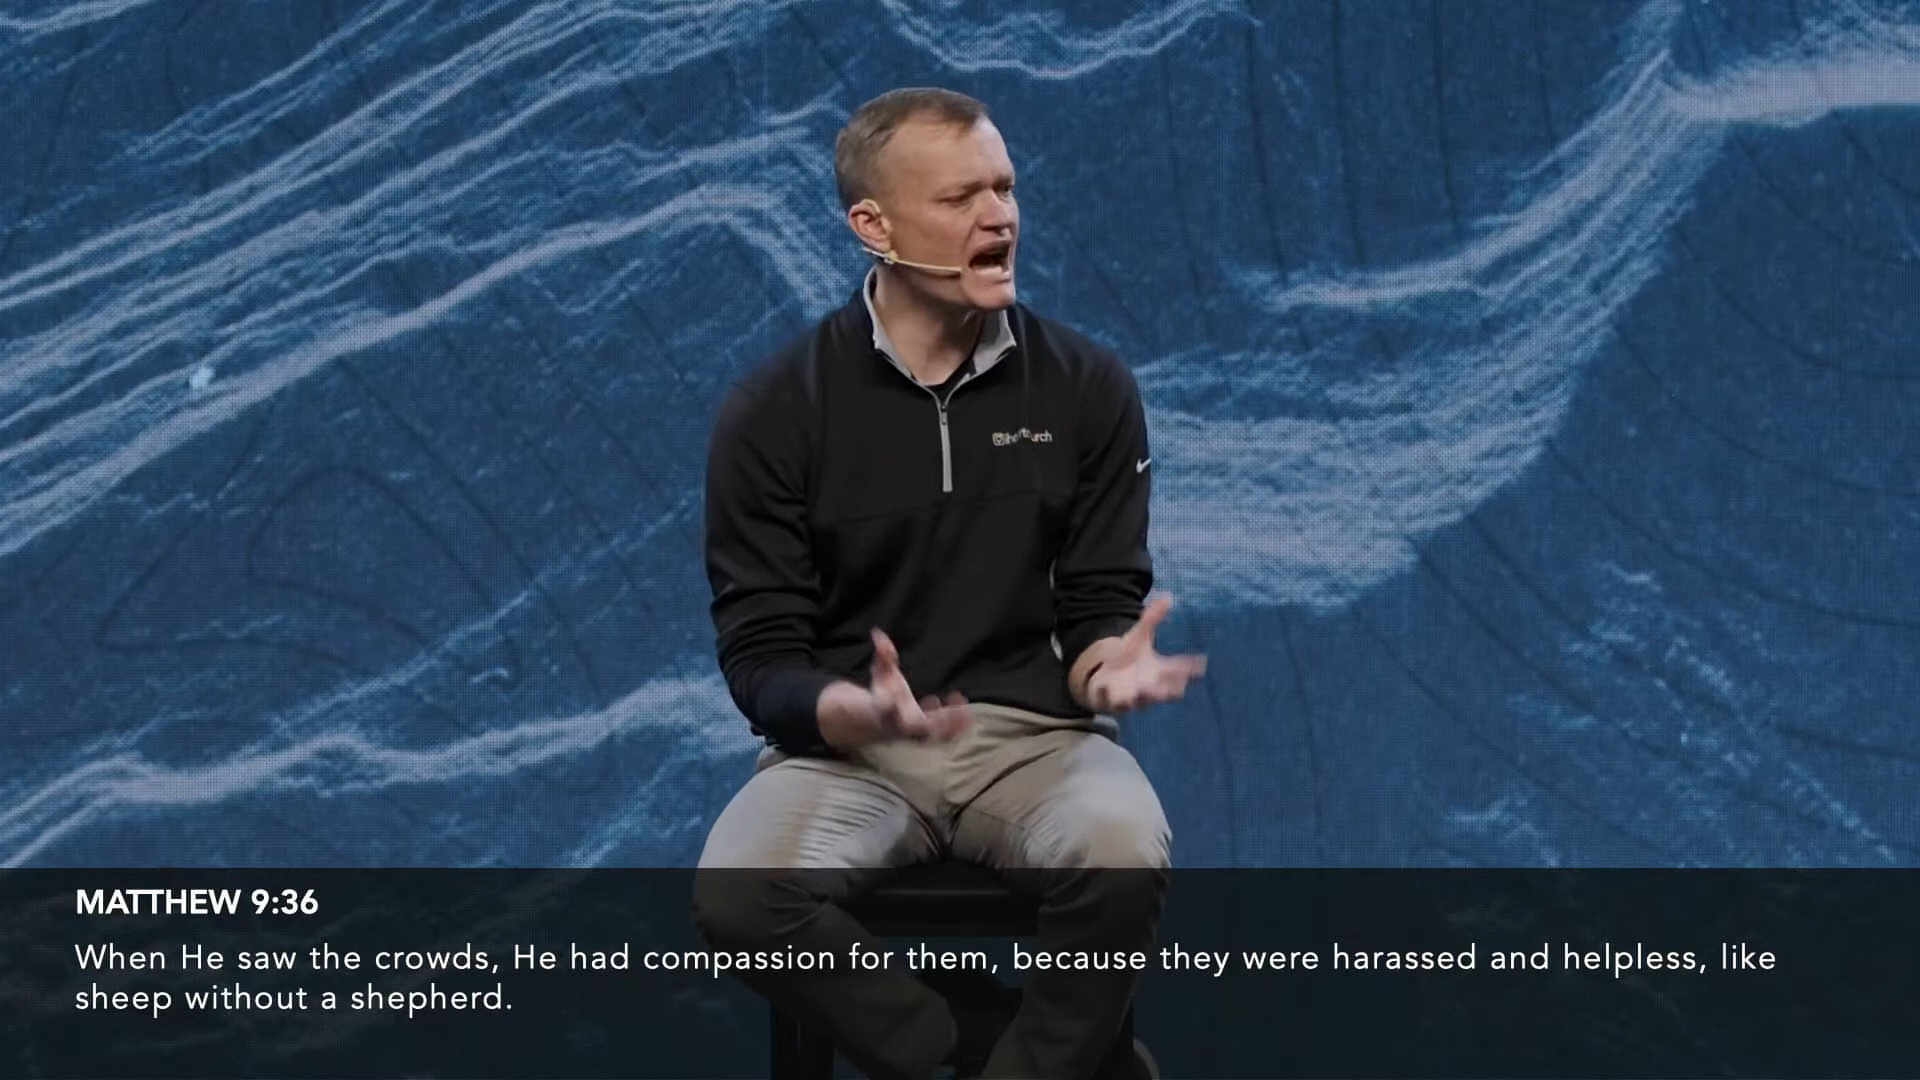 MATTHEW 9:36
When He saw the crowds, He had compassion for them, because they were harassed and helpless, like
sheep without a shepherd.